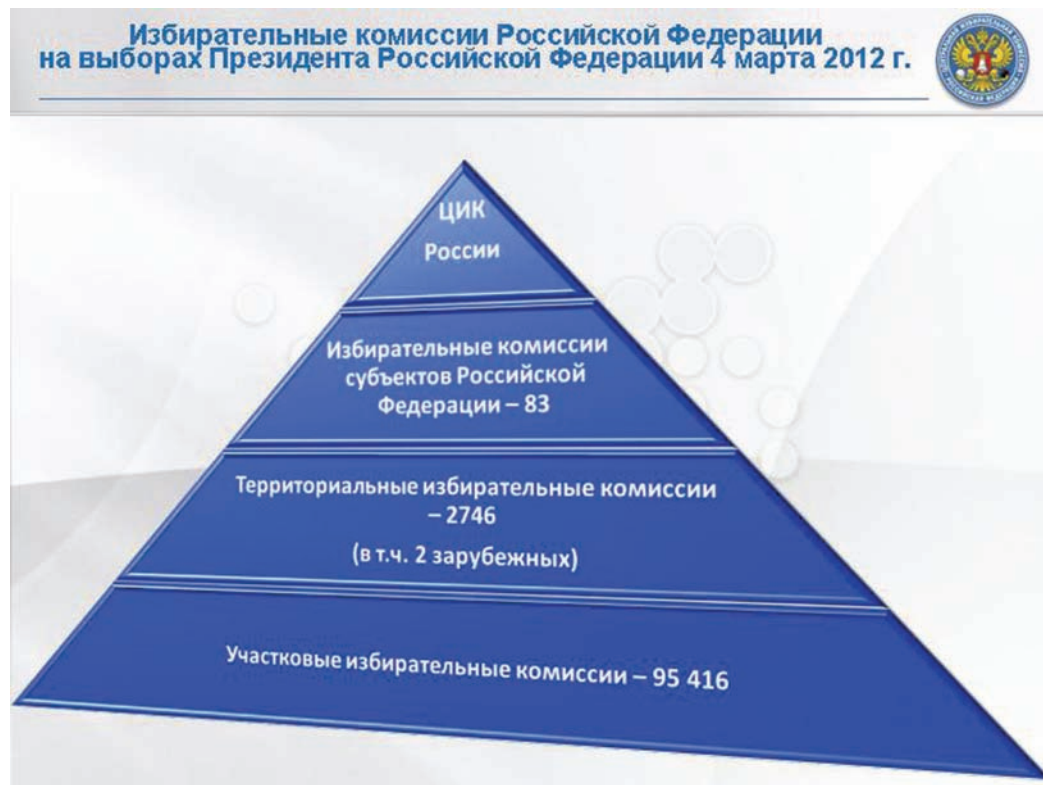 Избирательные комиссии Российской Федерации
на выборах Президента Российской Федерации 4 марта 2012 г.
ЦИК
России
Избирательные комиссии
субъектов Российской
Федерации – 83
Территориальные избирательные комиссии
– 2746
(в т.ч. 2 зарубежных)
Участковые избирательные комиссии – 95 416